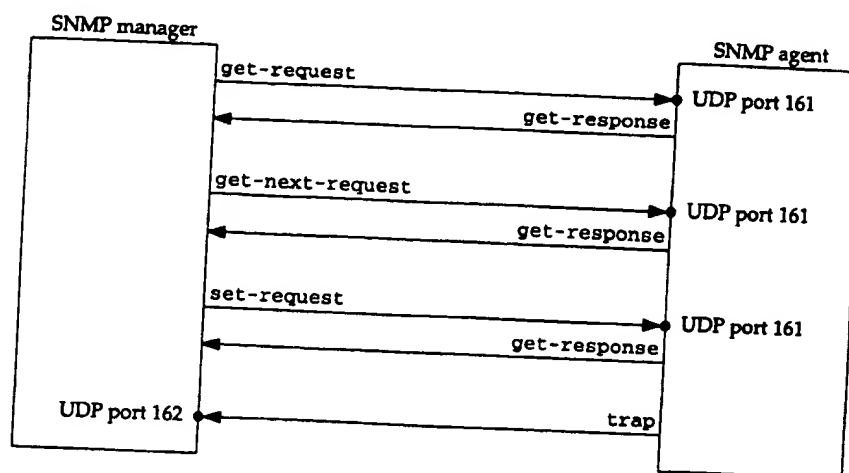 SNMP manager
SNMP agent
get-request
UDP port 161
get-response
get-next-request
UDP port 161
get-response
set-request
UDP port 161
get-response
UDP port 162
trap